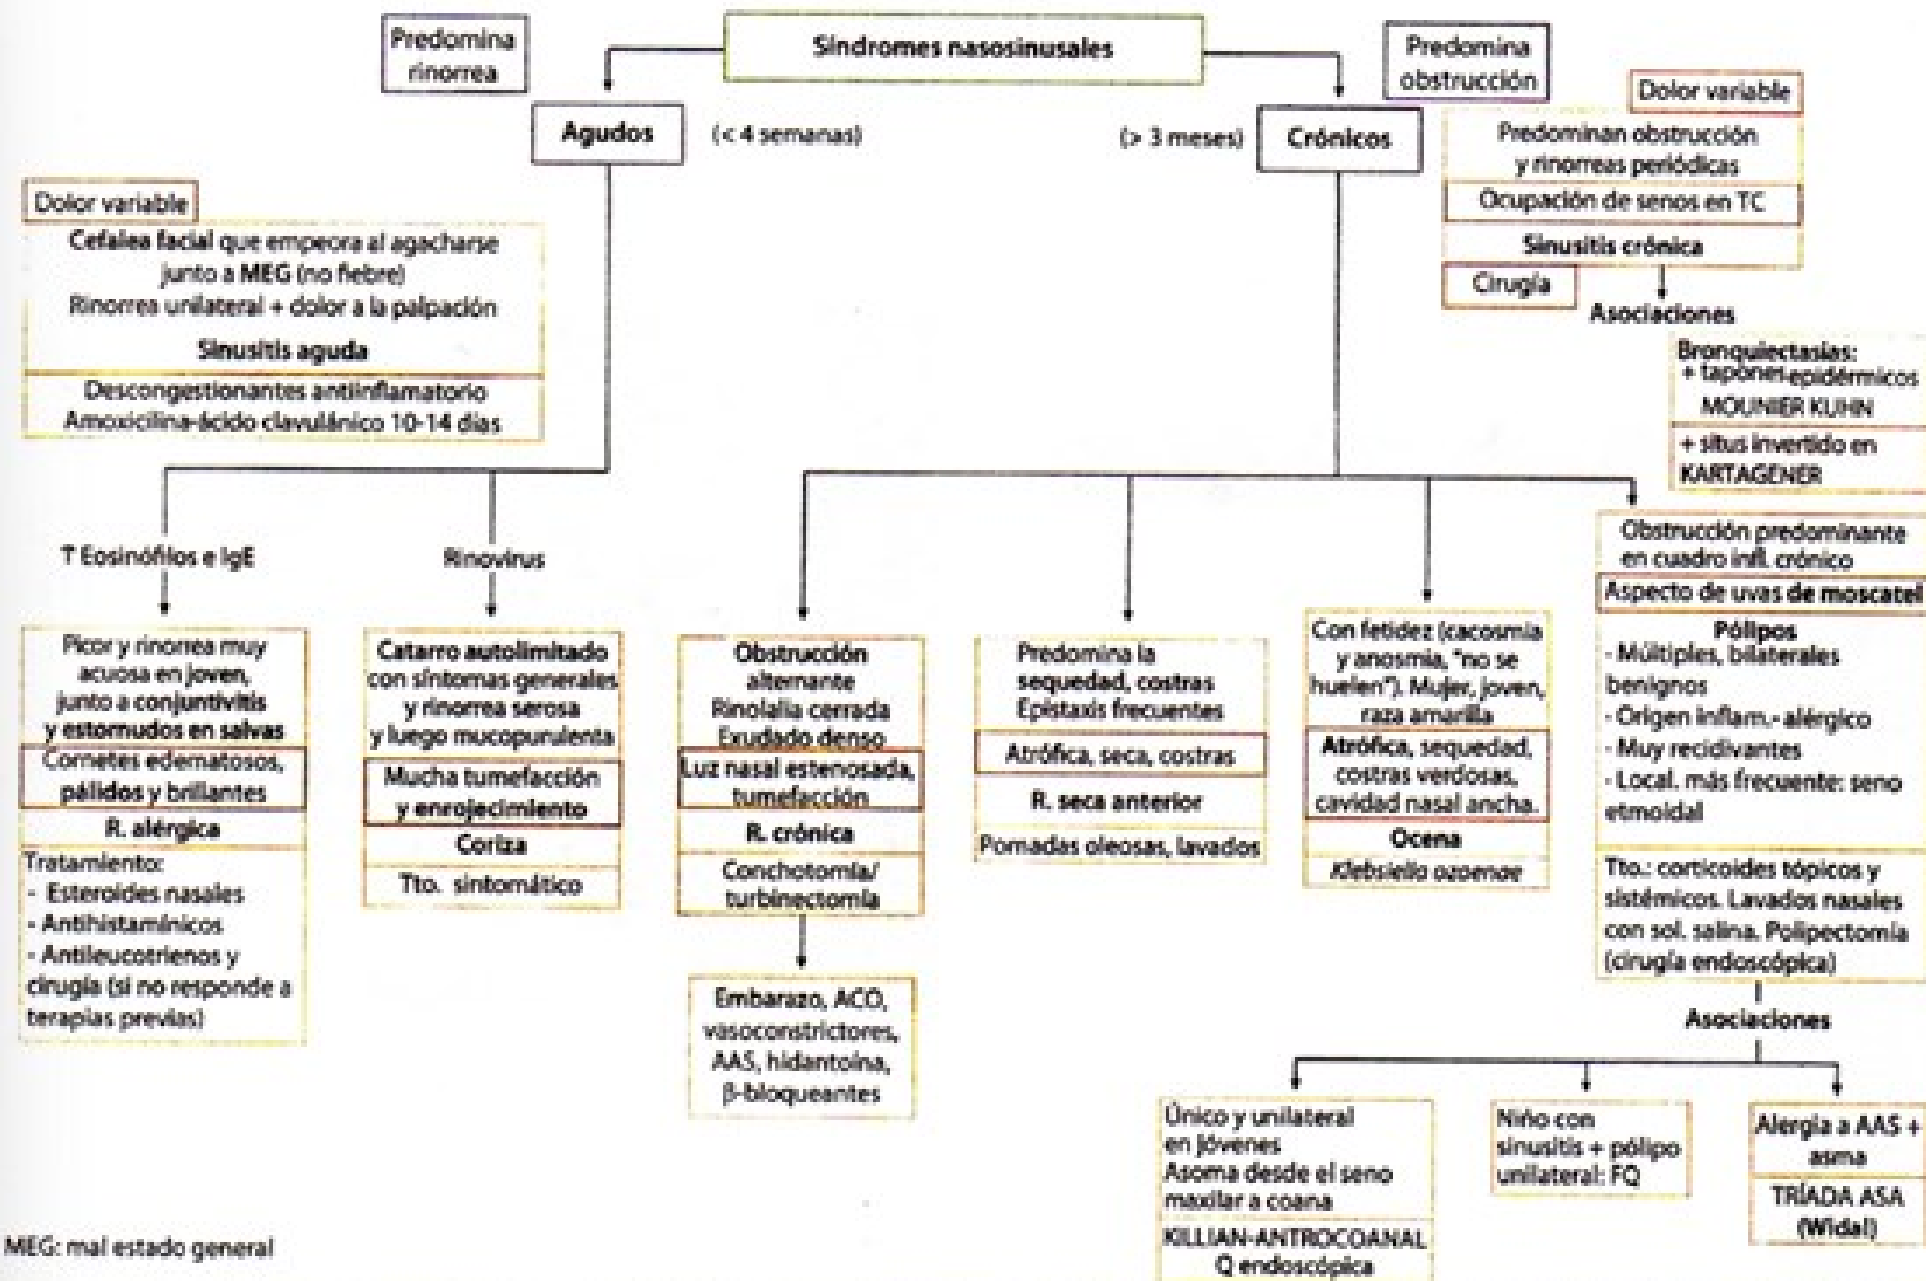 Síndromes nasosinusales
Predomina
rinorrea
Agudos
(< 4 semanas)
Dolor variable
Cefalea facial que empeora al agacharse
junto a MEG (no fiebre)
Rinorrea unilateral + dolor a la palpación
Sinusitis aguda
Descongestionantes antiinflamatorio
Amoxicilina-ácido clavulánico 10-14 días
↑ Eosinófilos e IgE
Picor y rinorrea muy
acuosa en joven,
junto a conjuntivitis
y estornudos en salvas
Cornetes edematosos,
pálidos y brillantes
R. alérgica
Tratamiento:
- Esteroides nasales
- Antihistamínicos
- Antileucotrienos y
cirugía (si no responde a
terapias previas)
Rinovirus
Catarro autolimitado
con síntomas generales
y rinorrea serosa
y luego mucopurulenta
Mucha tumefacción
y enrojecimiento
Coriza
Tto. sintomático
Predomina
obstrucción
(> 3 meses)
Crónicos
Dolor variable
Predominan obstrucción
y rinorreas periódicas
Ocupación de senos en TC
Sinusitis crónica
Cirugía
Asociaciones
Bronquiectasias:
+ tapones epidérmicos
MOUNIER KUHN
+ situs invertido en
KARTAGENER
Obstrucción
alternante
Rinolalia cerrada
Exudado denso
Luz nasal estenosada,
tumefacción
R. crónica
Conchotomía/
turbinectomía
Embarazo, ACO,
vasoconstrictores,
AAS, hidantoína,
β-bloqueantes
Predomina la
sequedad, costras
Epistaxis frecuentes
Atrófica, seca, costras
R. seca anterior
Pomadas oleosas, lavados
Con fetidez (cacosmia
y anosmia, "no se
huelen"). Mujer, joven,
raza amarilla
Atrófica, sequedad,
costras verdosas,
cavidad nasal ancha.
Ocena
Klebsiella ozaenae
Obstrucción predominante
en cuadro infl. crónico
Aspecto de uvas de moscatel
Pólipos
- Múltiples, bilaterales
benignos
- Origen inflam.- alérgico
- Muy recidivantes
- Local. más frecuente: seno
etmoidal
Tto.: corticoides tópicos y
sistémicos. Lavados nasales
con sol. salina. Polipectomía
(cirugía endoscópica)
Asociaciones
Único y unilateral
en jóvenes
Asoma desde el seno
maxilar a coana
KILLIAN-ANTROCOANAL
Q endoscópica
Niño con
sinusitis + pólipo
unilateral: FQ
Alergia a AAS +
asma
TRÍADA ASA
(Widal)
MEG: mal estado general